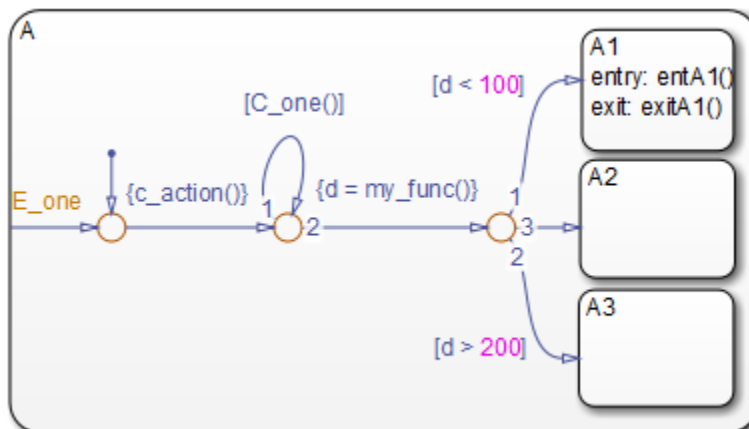 A
A1
entry: entA1()
exit: exitA1()
[d < 100]
[C_one()]
E_one
{c_action()}
1
{d = my_func()}
2
1
3
2
A2
A3
[d > 200]